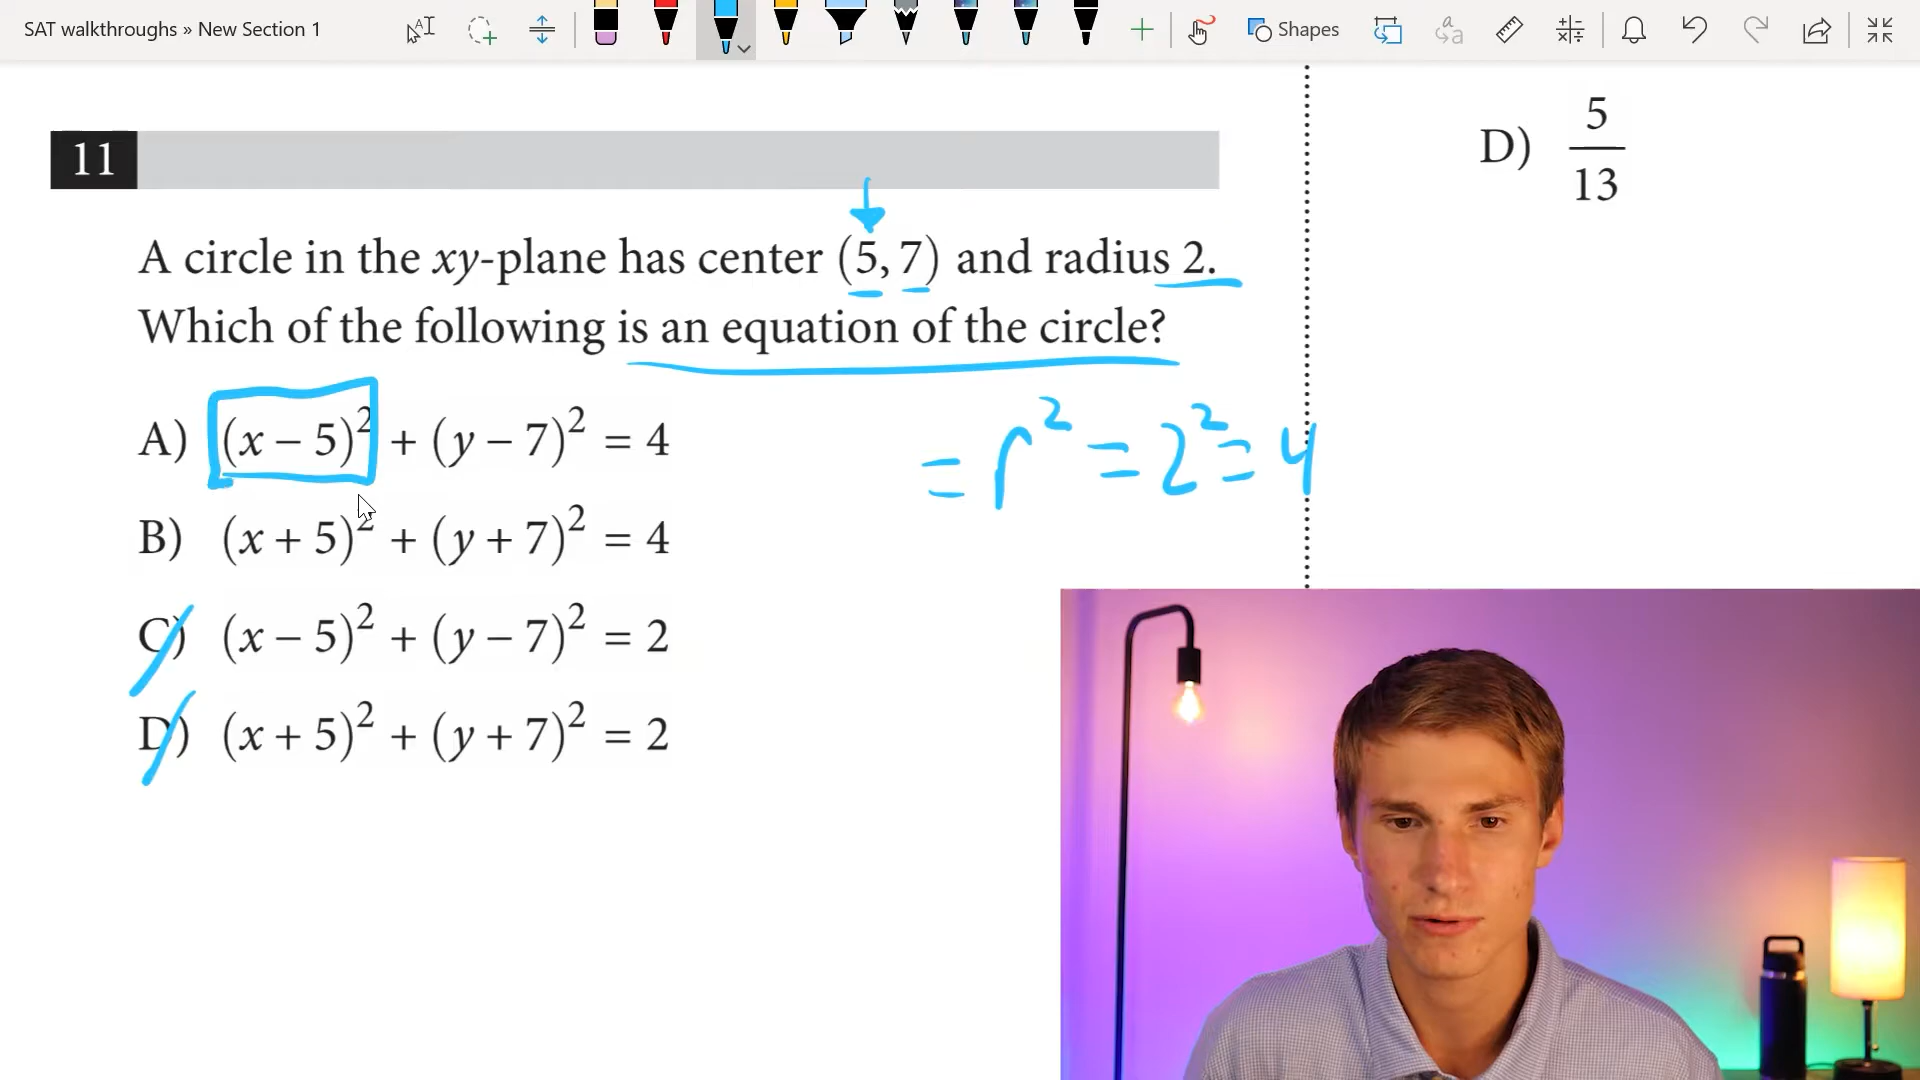 SAT walkthroughs » New Section 1
Shapes
11
A circle in the xy-plane has center (5, 7) and radius 2.
Which of the following is an equation of the circle?
A) (x − 5)² + (y − 7)² = 4
B) (x + 5)² + (y + 7)² = 4
C) (x − 5)² + (y − 7)² = 2
D) (x + 5)² + (y + 7)² = 2
= r² = 2² = 4
D) 5/13